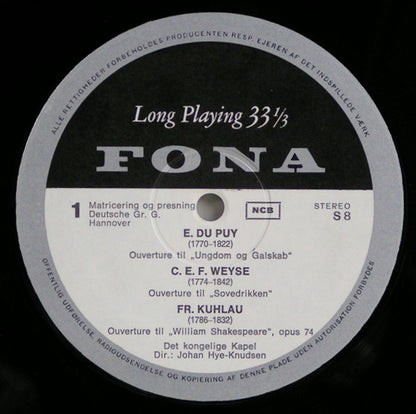 ALLE RETTIGHEDER FORBEHOLDES PRODUCENTEN RESP. EJEREN AF DET INDSPILLEDE VÆRK.
Long Playing 33 1/3
FONA
1
Matricering og presning
Deutsche Gr. G.
Hannover
NCB
STEREO
S 8
E. DU PUY
(1770-1822)
Ouverture til „Ungdom og Galskab"
C. E. F. WEYSE
(1774-1842)
Ouverture til „Sovedrikken"
FR. KUHLAU
(1786-1832)
Ouverture til „William Shakespeare", opus 74
Det kongelige Kapel
Dir.: Johan Hye-Knudsen
OFFENTLIG UDFØRELSE, RADIOUDSENDELSE OG KOPIERING AF DENNE PLADE UDEN AUTORISATION FORBYDES